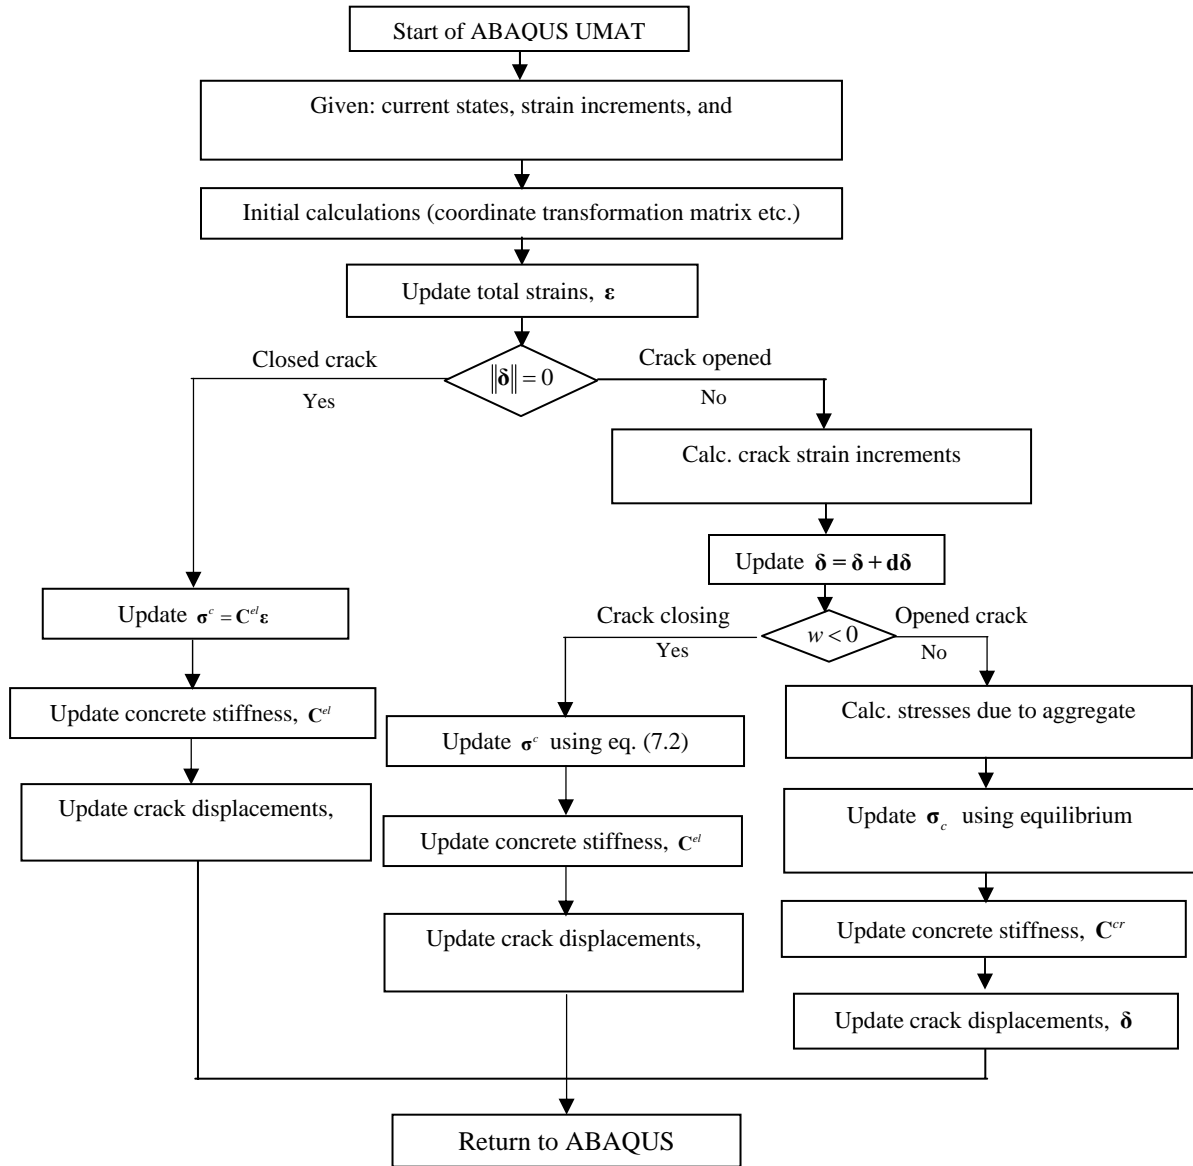 Start of ABAQUS UMAT
Given: current states, strain increments, and
Initial calculations (coordinate transformation matrix etc.)
Update total strains, ε
Closed crack
Crack opened
‖δ‖ = 0
Yes
No
Calc. crack strain increments
Update δ = δ + dδ
Crack closing
Opened crack
w < 0
Yes
No
Update σ^c = C^{el}ε
Update concrete stiffness, C^{el}
Update crack displacements,
Update σ^c using eq. (7.2)
Update concrete stiffness, C^{el}
Update crack displacements,
Calc. stresses due to aggregate
Update σ_c using equilibrium
Update concrete stiffness, C^{cr}
Update crack displacements, δ
Return to ABAQUS